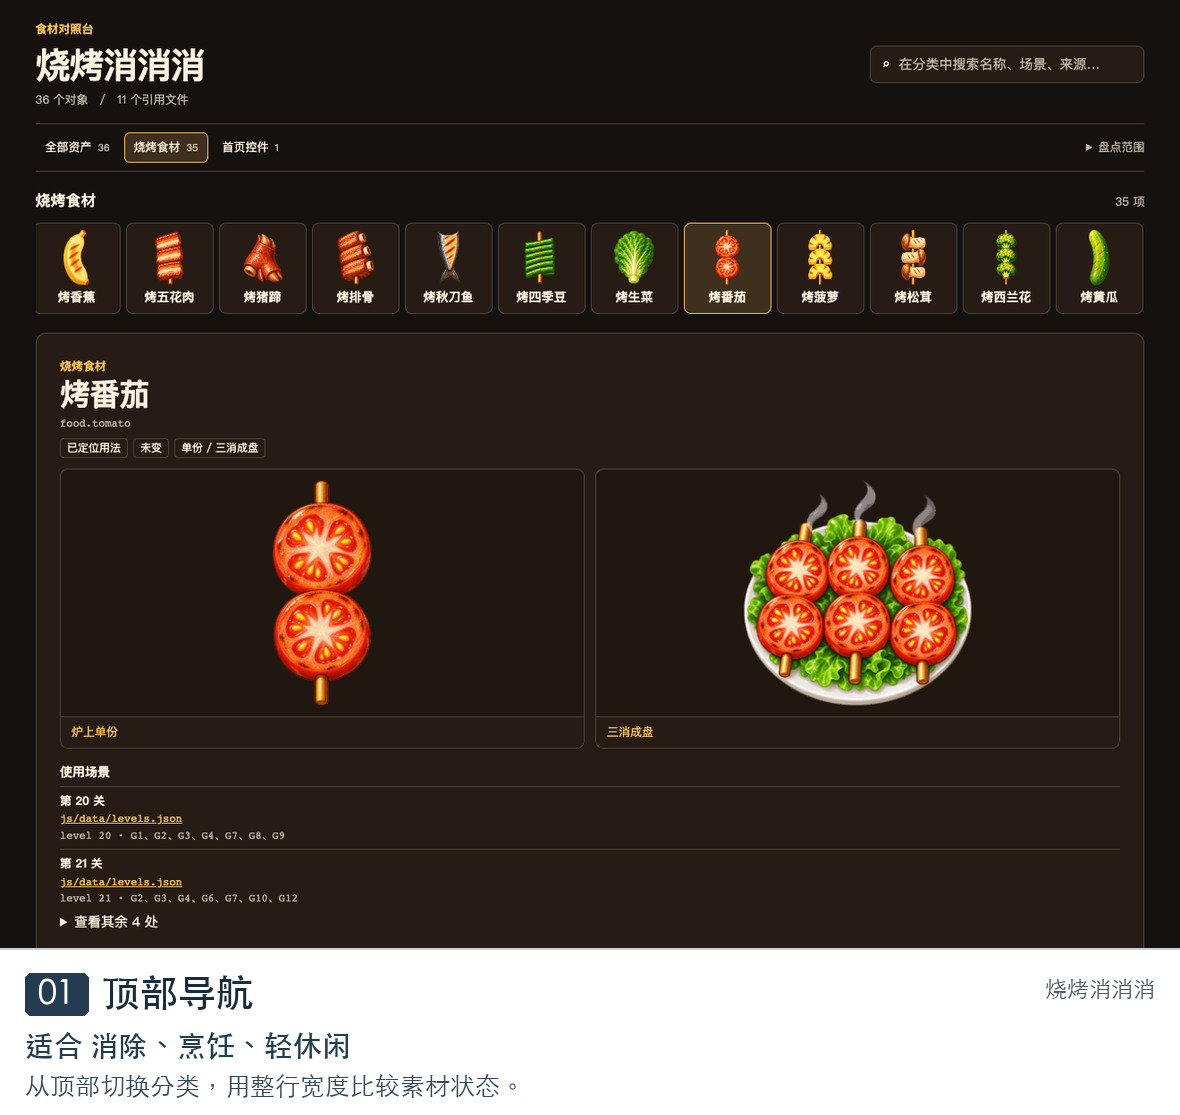 食材对照台
烧烤消消消
36 个对象 / 11 个引用文件
在分类中搜索名称、场景、来源...
全部资产 36
烧烤食材 35
首页控件 1
▶ 盘点范围
烧烤食材
35 项
烤香蕉
烤五花肉
烤猪蹄
烤排骨
烤秋刀鱼
烤四季豆
烤生菜
烤番茄
烤菠萝
烤松茸
烤西兰花
烤黄瓜
烧烤食材
烤番茄
food.tomato
已定位用法
未变
单份 / 三消成盘
炉上单份
三消成盘
使用场景
第 20 关
js/data/levels.json
level 20 · G1、G2、G3、G4、G7、G8、G9
第 21 关
js/data/levels.json
level 21 · G2、G3、G4、G6、G7、G10、G12
▶ 查看其余 4 处
01 顶部导航
烧烤消消消
适合 消除、烹饪、轻休闲
从顶部切换分类，用整行宽度比较素材状态。